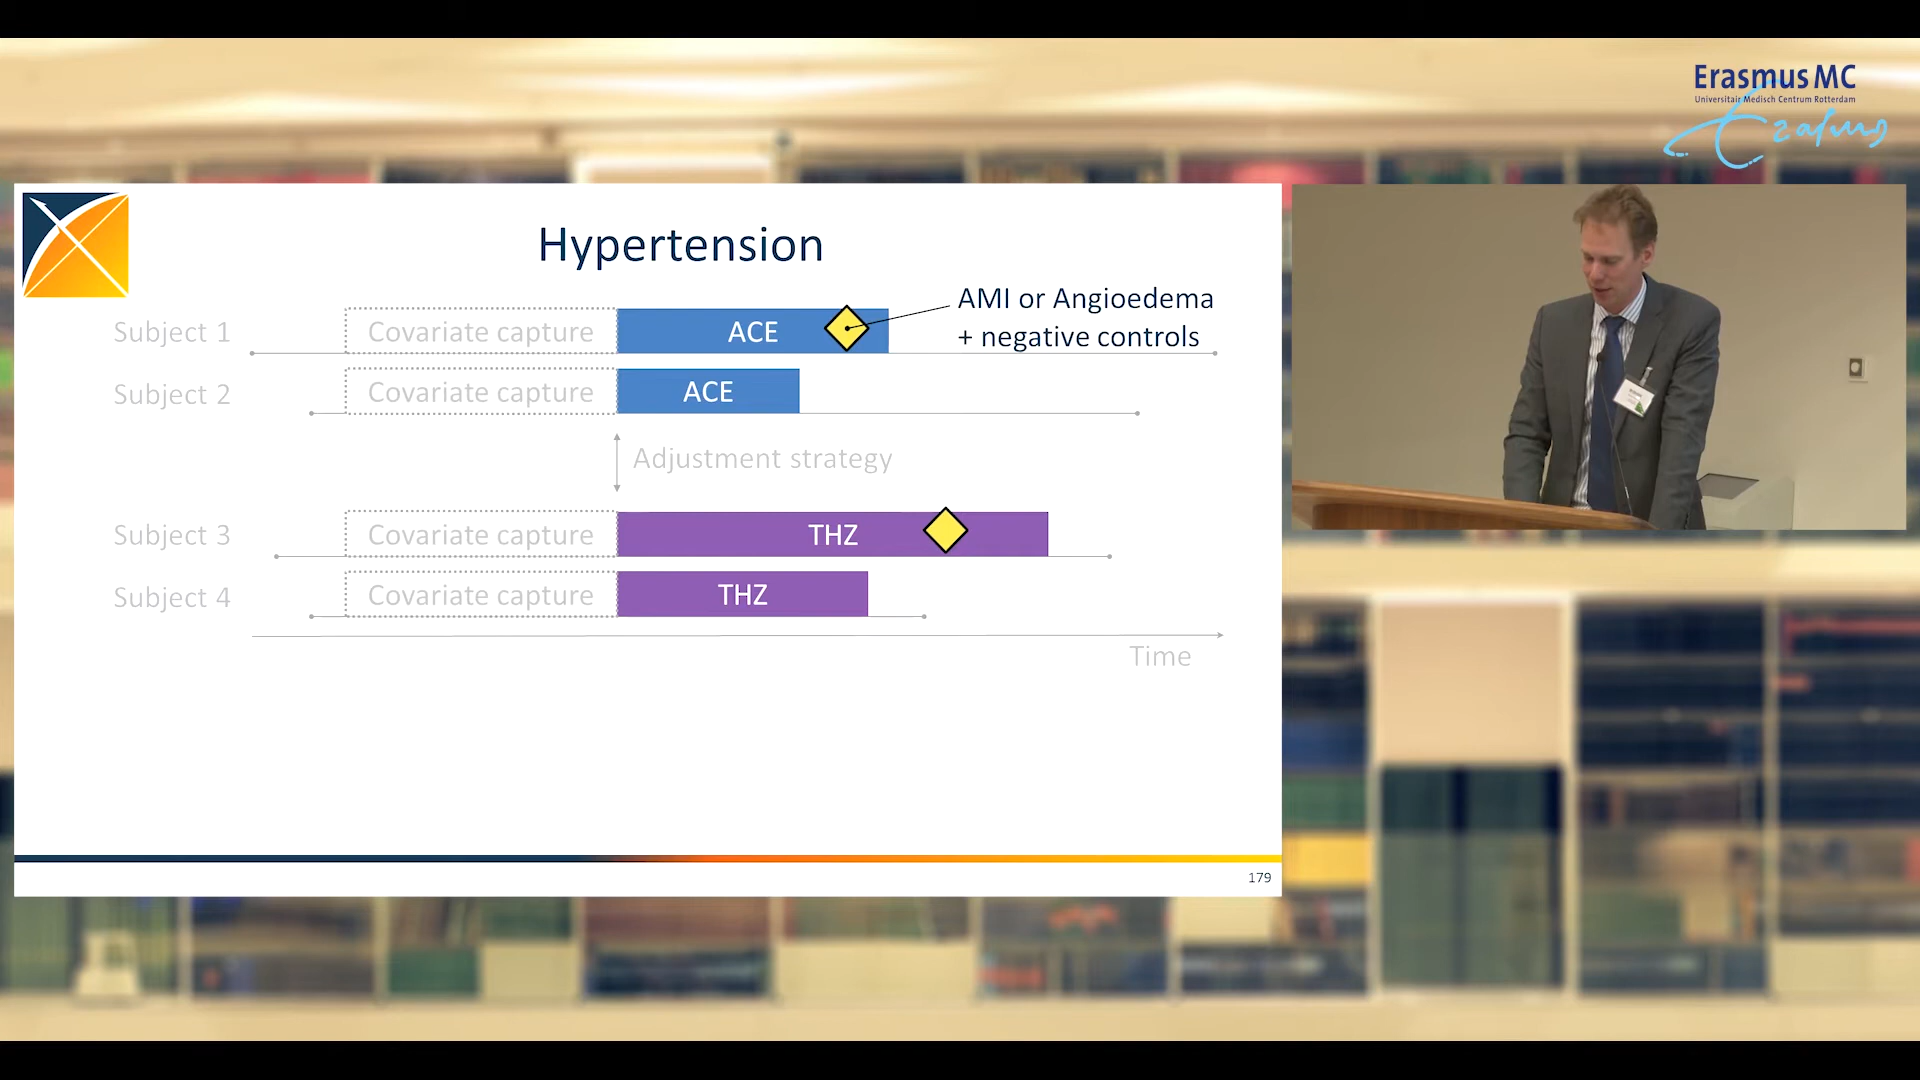 Erasmus MC
Universitair Medisch Centrum Rotterdam
Erasmus
Hypertension
AMI or Angioedema
+ negative controls
Subject 1
Covariate capture
ACE
Subject 2
Covariate capture
ACE
Adjustment strategy
Subject 3
Covariate capture
THZ
Subject 4
Covariate capture
THZ
Time
179